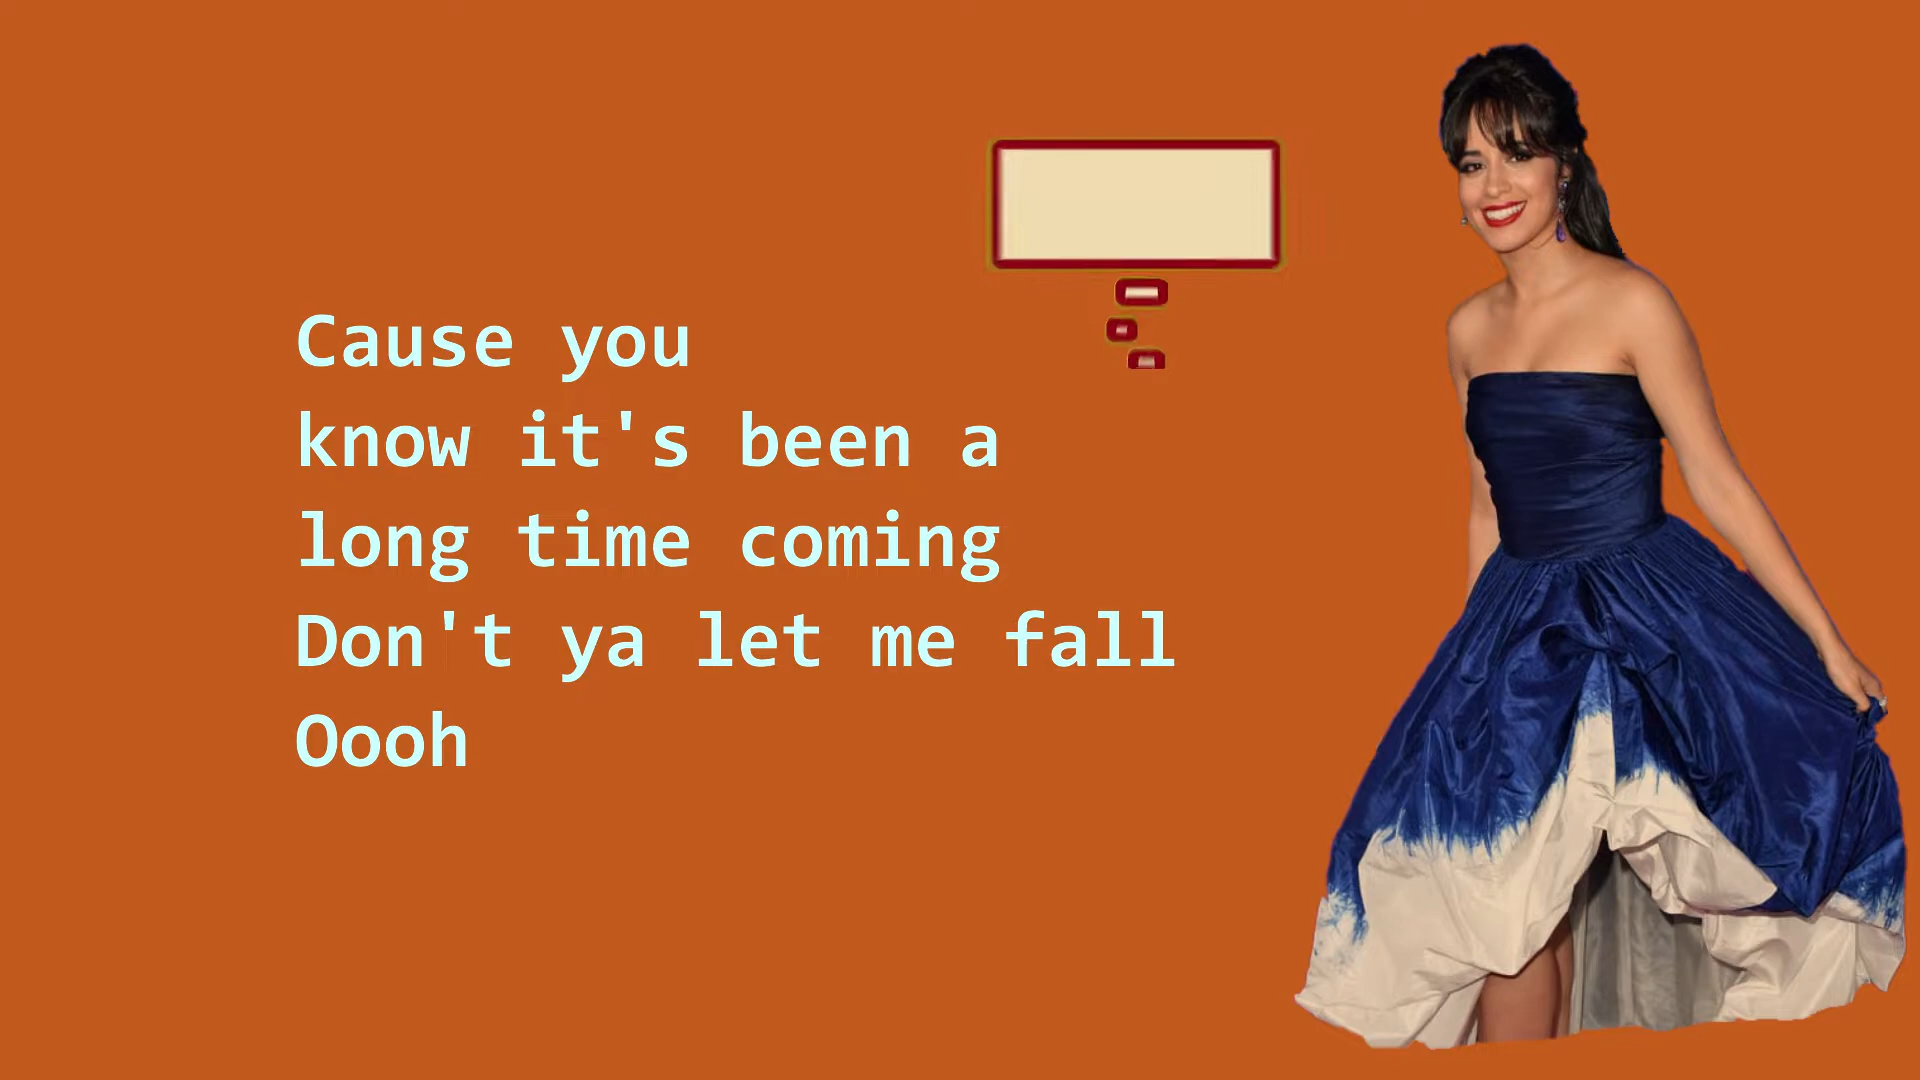 Cause you
know it's been a
long time coming
Don't ya let me fall
Oooh